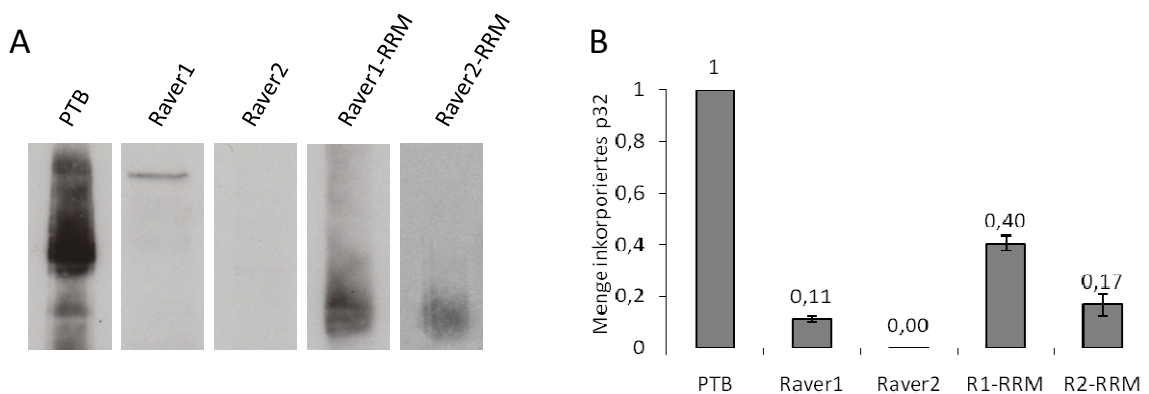 A
PTB
Raver1
Raver2
Raver1-RRM
Raver2-RRM
B
Menge inkorporiertes p32
1
0,8
0,6
0,4
0,2
0
1
0,11
0,00
0,40
0,17
PTB
Raver1
Raver2
R1-RRM
R2-RRM